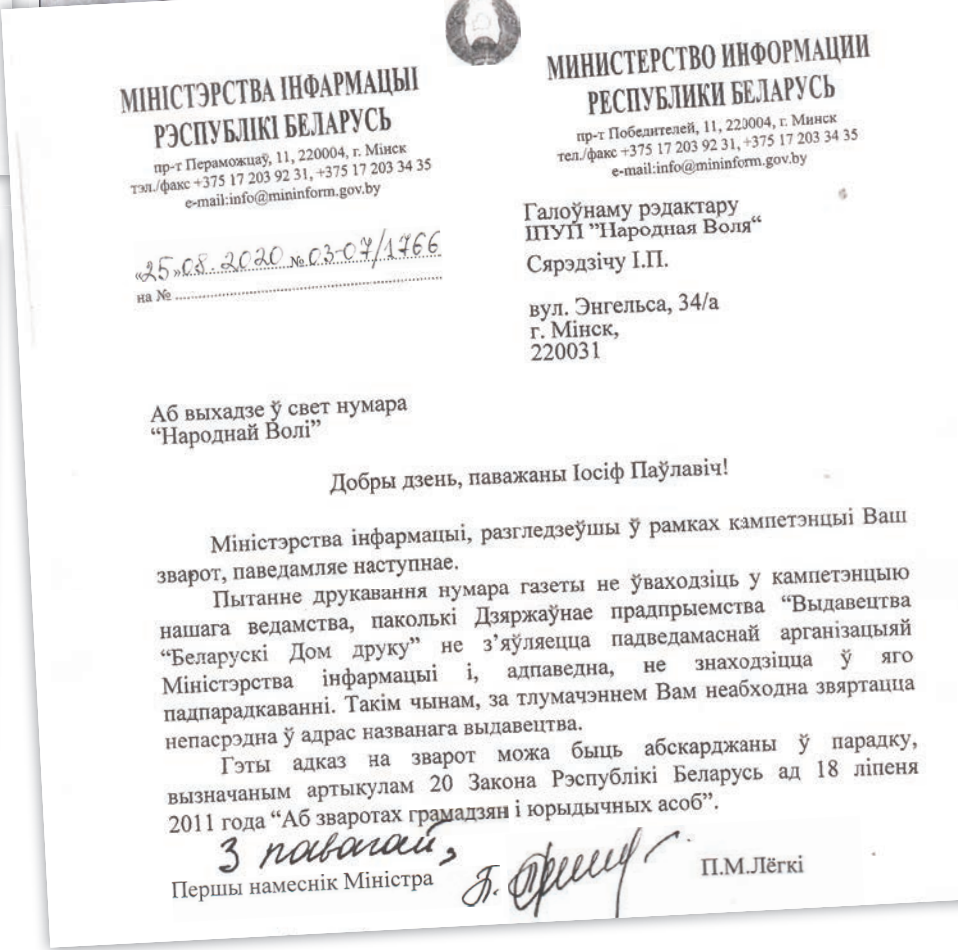 МІНІСТЭРСТВА ІНФАРМАЦЫІ
РЭСПУБЛІКІ БЕЛАРУСЬ
пр-т Пераможцаў, 11, 220004, г. Мінск
тэл./факс +375 17 203 92 31, +375 17 203 34 35
e-mail:info@mininform.gov.by
МИНИСТЕРСТВО ИНФОРМАЦИИ
РЕСПУБЛИКИ БЕЛАРУСЬ
пр-т Победителей, 11, 220004, г. Минск
тел./факс +375 17 203 92 31, +375 17 203 34 35
e-mail:info@mininform.gov.by
«25»08.2020 № 03-07/1766
на №
Галоўнаму рэдактару
ІПУП "Народная Воля“
Сярэдзічу І.П.
вул. Энгельса, 34/а
г. Мінск,
220031
Аб выхадзе ў свет нумара
“Народнай Волі”
Добры дзень, паважаны Іосіф Паўлавіч!
Міністэрства інфармацыі, разгледзеўшы ў рамках кампетэнцыі Ваш
зварот, паведамляе наступнае.
Пытанне друкавання нумара газеты не ўваходзіць у кампетэнцыю
нашага ведамства, паколькі Дзяржаўнае прадпрыемства “Выдавецтва
“Беларускі Дом друку” не з’яўляецца падведамаснай арганізацыяй
Міністэрства інфармацыі і, адпаведна, не знаходзіцца ў яго
падпарадкаванні. Такім чынам, за тлумачэннем Вам неабходна звяртацца
непасрэдна ў адрас названага выдавецтва.
Гэты адказ на зварот можа быць абскарджаны ў парадку,
вызначаным артыкулам 20 Закона Рэспублікі Беларусь ад 18 ліпеня
2011 года “Аб зваротах грамадзян і юрыдычных асоб”.
З павагай,
Першы намеснік Міністра
П.М.Лёгкі